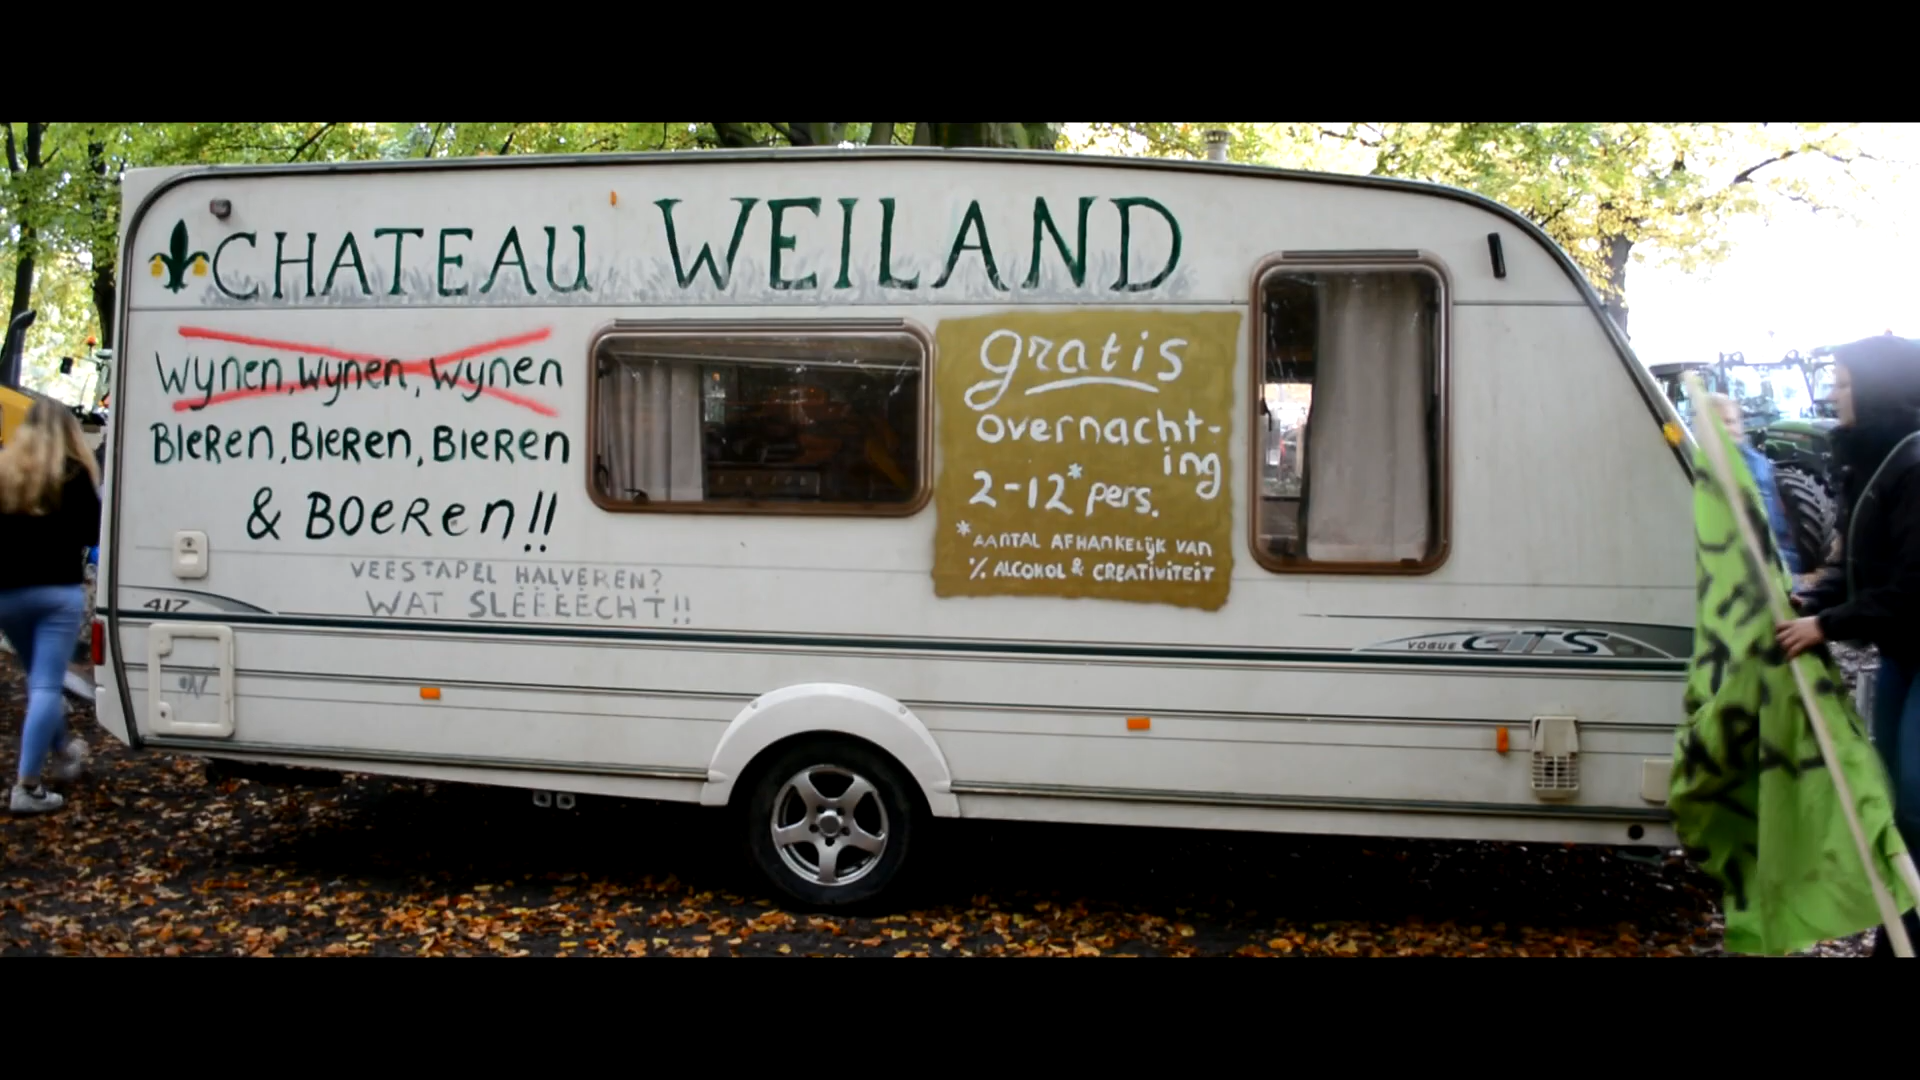 CHATEAU WEILAND
Wynen, Wynen, Wynen
BIEREN, BIEREN, BIEREN
& BOEREN!!
VEESTAPEL HALVEREN?
WAT SLĒĒĒĒCHT!!
417
gratis
overnacht-
ing
2-12* pers.
* AANTAL AFHANKELIJK VAN
% ALCOHOL & CREATIVITEIT
VOGUE GTS